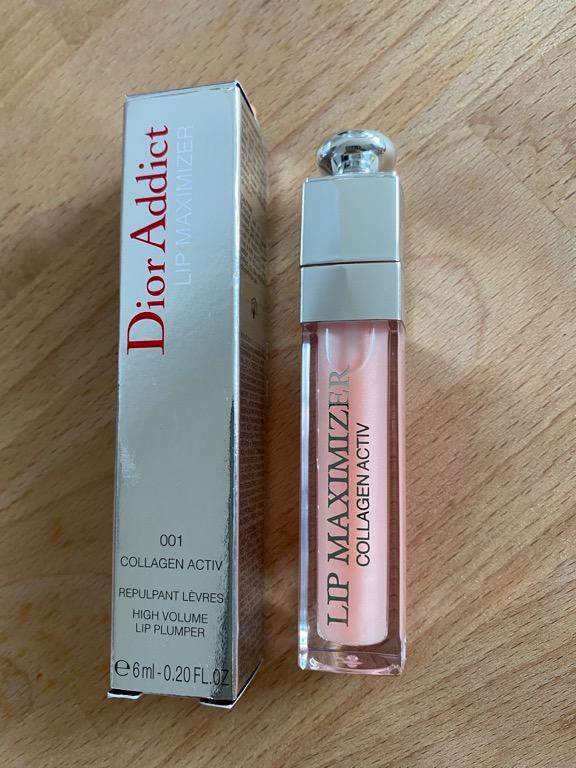 Dior Addict
LIP MAXIMIZER
001
COLLAGEN ACTIV
REPULPANT LÈVRES
HIGH VOLUME
LIP PLUMPER
℮ 6 ml - 0.20 FL.OZ
LIP MAXIMIZER
COLLAGEN ACTIV